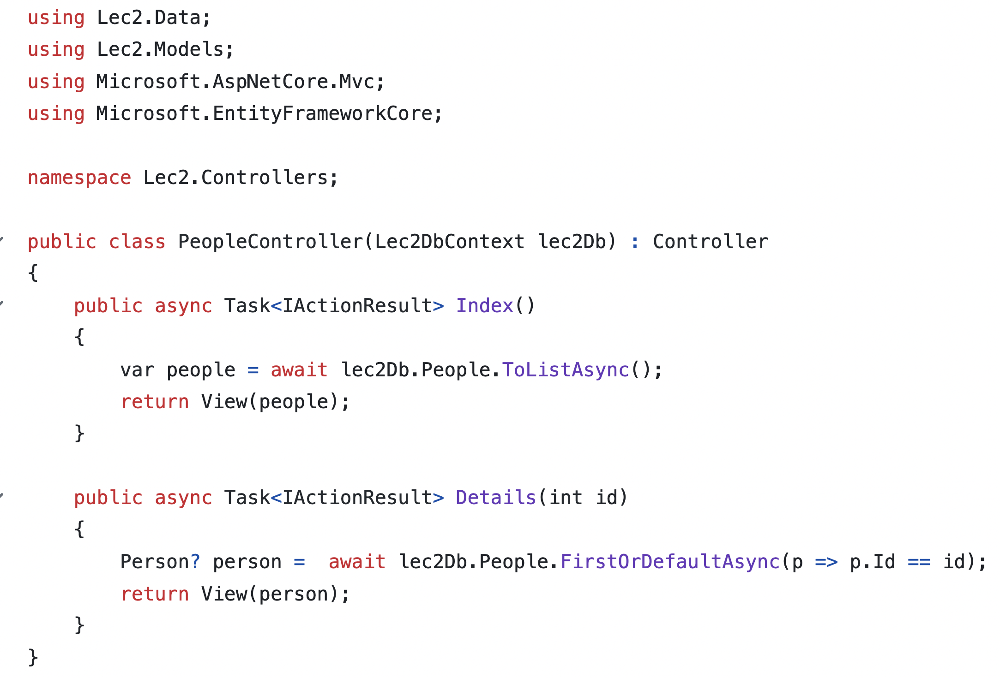 using Lec2.Data;
using Lec2.Models;
using Microsoft.AspNetCore.Mvc;
using Microsoft.EntityFrameworkCore;

namespace Lec2.Controllers;

public class PeopleController(Lec2DbContext lec2Db) : Controller
{
    public async Task<IActionResult> Index()
    {
        var people = await lec2Db.People.ToListAsync();
        return View(people);
    }

    public async Task<IActionResult> Details(int id)
    {
        Person? person =  await lec2Db.People.FirstOrDefaultAsync(p => p.Id == id);
        return View(person);
    }
}